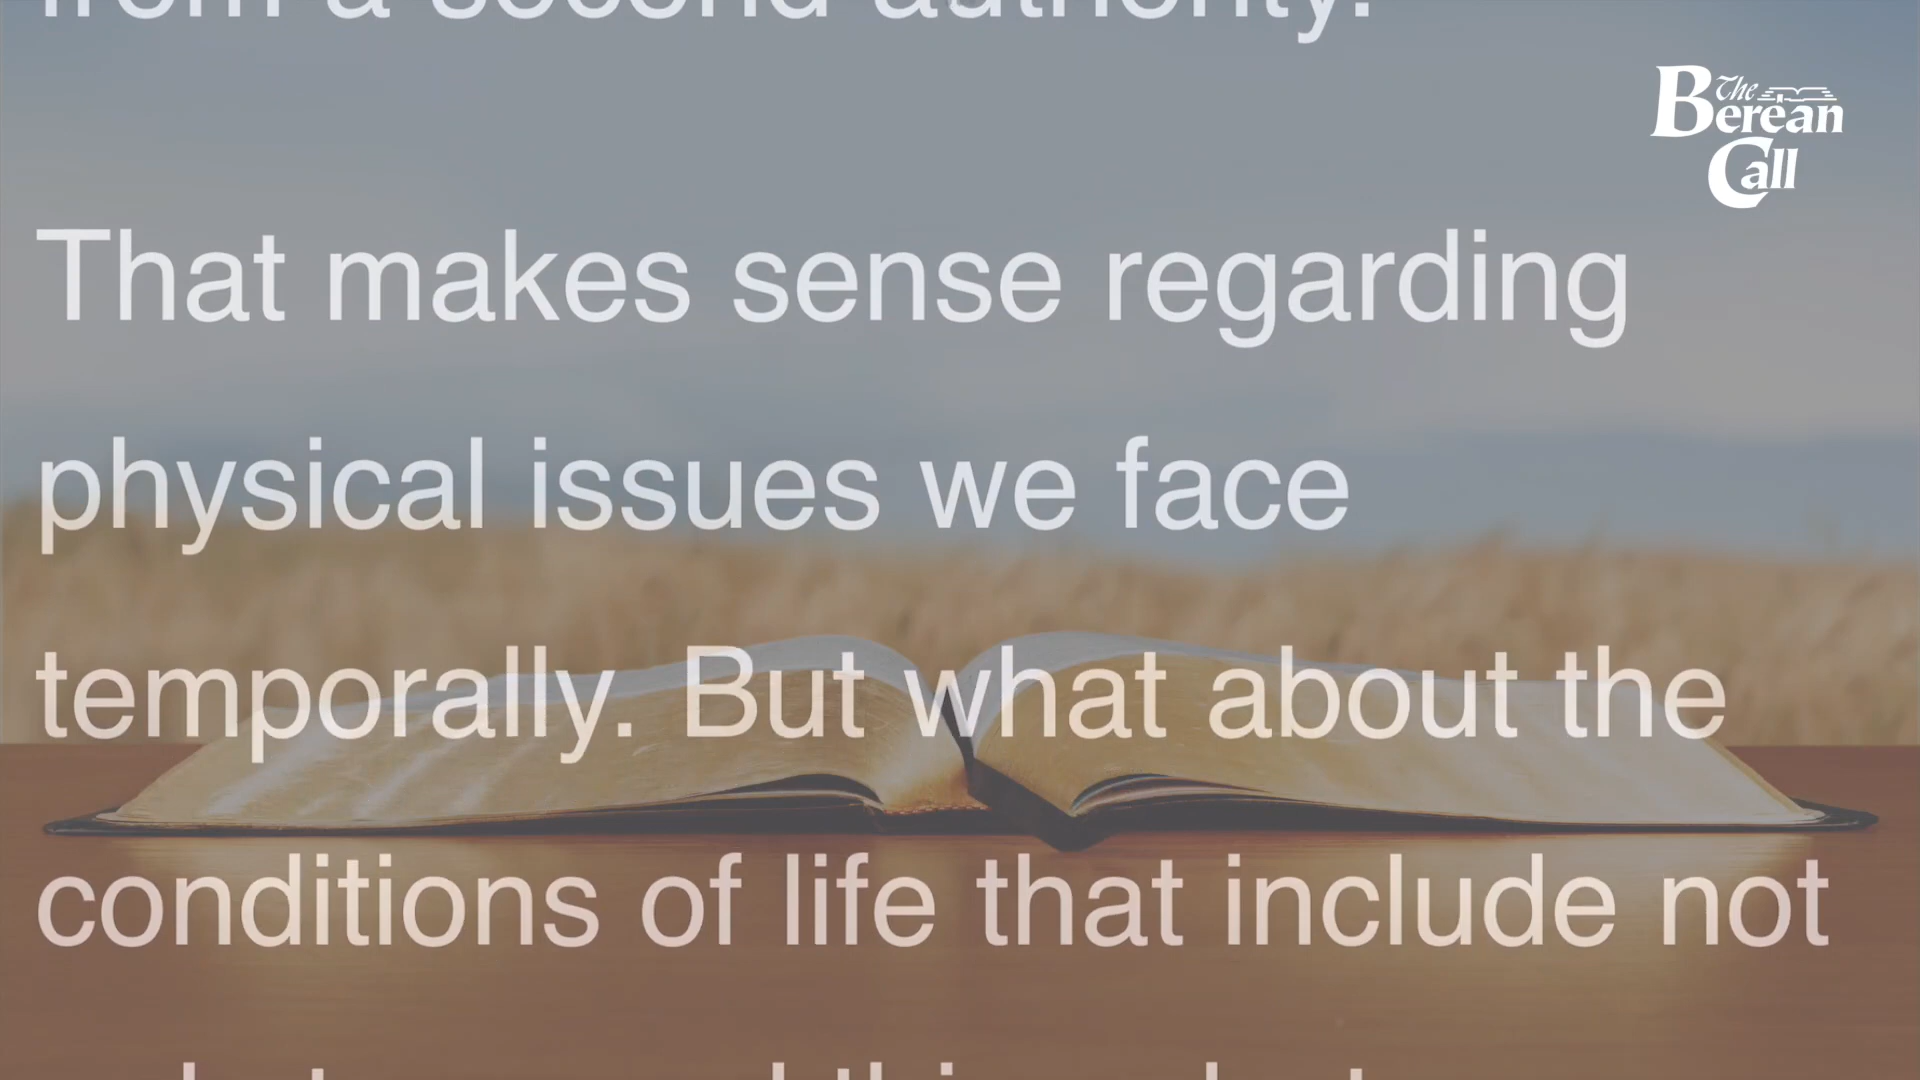 from a second authority.
The
Berean
Call
That makes sense regarding
physical issues we face
temporally. But what about the
conditions of life that include not